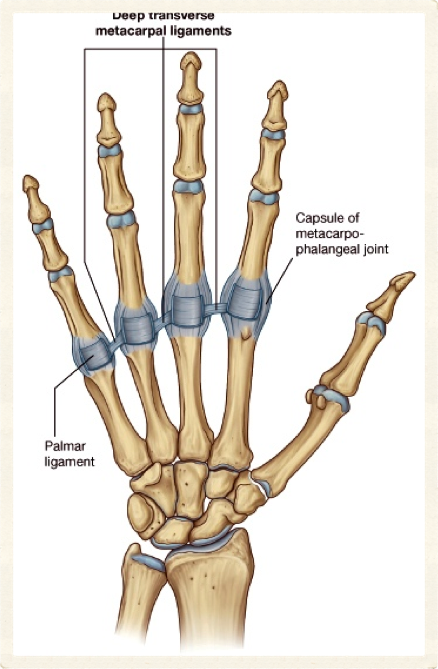 Deep transverse
metacarpal ligaments
Capsule of
metacarpo-
phalangeal joint
Palmar
ligament